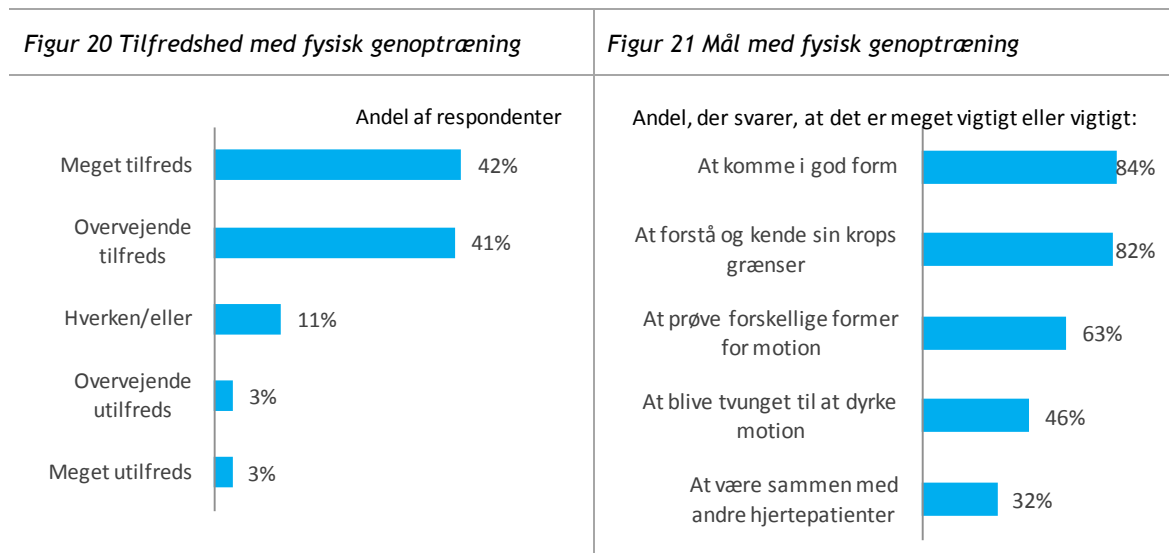 Figur 20 Tilfredshed med fysisk genoptræning
Andel af respondenter
Meget tilfreds
42%
Overvejende
tilfreds
41%
Hverken/eller
11%
Overvejende
utilfreds
3%
Meget utilfreds
3%
Figur 21 Mål med fysisk genoptræning
Andel, der svarer, at det er meget vigtigt eller vigtigt:
At komme i god form
84%
At forstå og kende sin krops
grænser
82%
At prøve forskellige former
for motion
63%
At blive tvunget til at dyrke
motion
46%
At være sammen med
andre hjertepatienter
32%